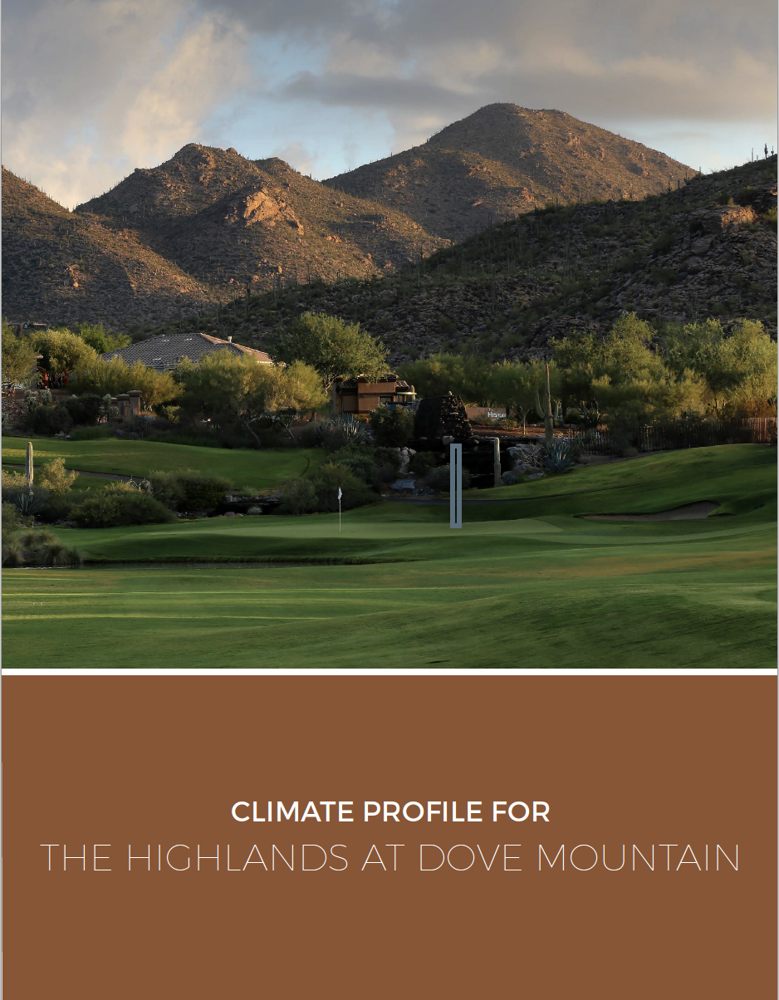 CLIMATE PROFILE FOR
THE HIGHLANDS AT DOVE MOUNTAIN